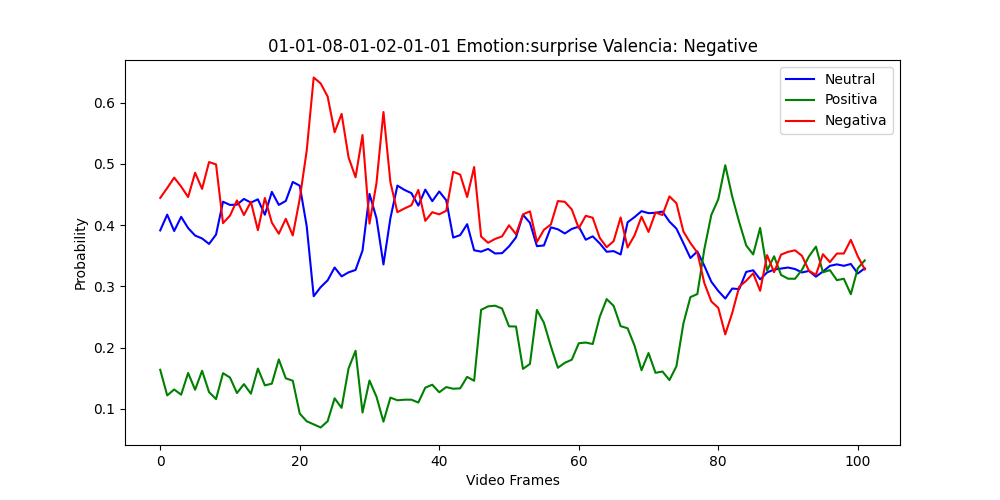 01-01-08-01-02-01-01 Emotion:surprise Valencia: Negative
Neutral
Positiva
Negativa
0.6
0.5
0.4
0.3
0.2
0.1
Probability
0 20 40 60 80 100
Video Frames